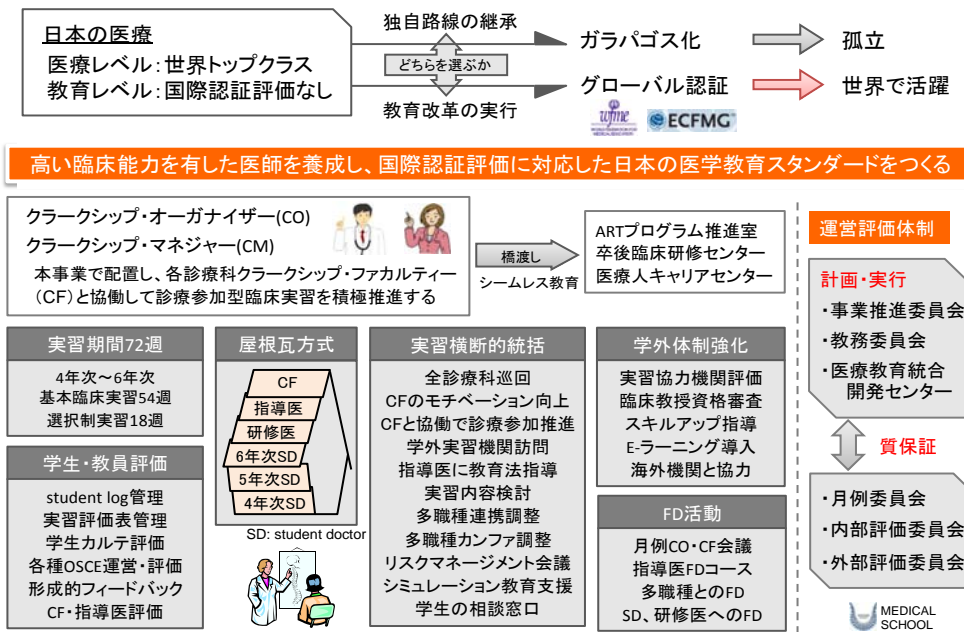 日本の医療
医療レベル：世界トップクラス
教育レベル：国際認証評価なし
独自路線の継承
どちらを選ぶか
教育改革の実行
ガラパゴス化
孤立
グローバル認証
世界で活躍
wfme
ECFMG
高い臨床能力を有した医師を養成し、国際認証評価に対応した日本の医学教育スタンダードをつくる
クラークシップ・オーガナイザー(CO)
クラークシップ・マネジャー(CM)
本事業で配置し、各診療科クラークシップ・ファカルティー
（CF）と協働して診療参加型臨床実習を積極推進する
橋渡し
シームレス教育
ARTプログラム推進室
卒後臨床研修センター
医療人キャリアセンター
実習期間72週
4年次～6年次
基本臨床実習54週
選択制実習18週
学生・教員評価
student log管理
実習評価表管理
学生カルテ評価
各種OSCE運営・評価
形成的フィードバック
CF・指導医評価
屋根瓦方式
CF
指導医
研修医
6年次SD
5年次SD
4年次SD
SD: student doctor
実習横断的統括
全診療科巡回
CFのモチベーション向上
CFと協働で診療参加推進
学外実習機関訪問
指導医に教育法指導
実習内容検討
多職種連携調整
多職種カンファ調整
リスクマネージメント会議
シミュレーション教育支援
学生の相談窓口
学外体制強化
実習協力機関評価
臨床教授資格審査
スキルアップ指導
E-ラーニング導入
海外機関と協力
FD活動
月例CO・CF会議
指導医FDコース
多職種とのFD
SD、研修医へのFD
運営評価体制
計画・実行
・事業推進委員会
・教務委員会
・医療教育統合
開発センター
質保証
・月例委員会
・内部評価委員会
・外部評価委員会
MEDICAL
SCHOOL